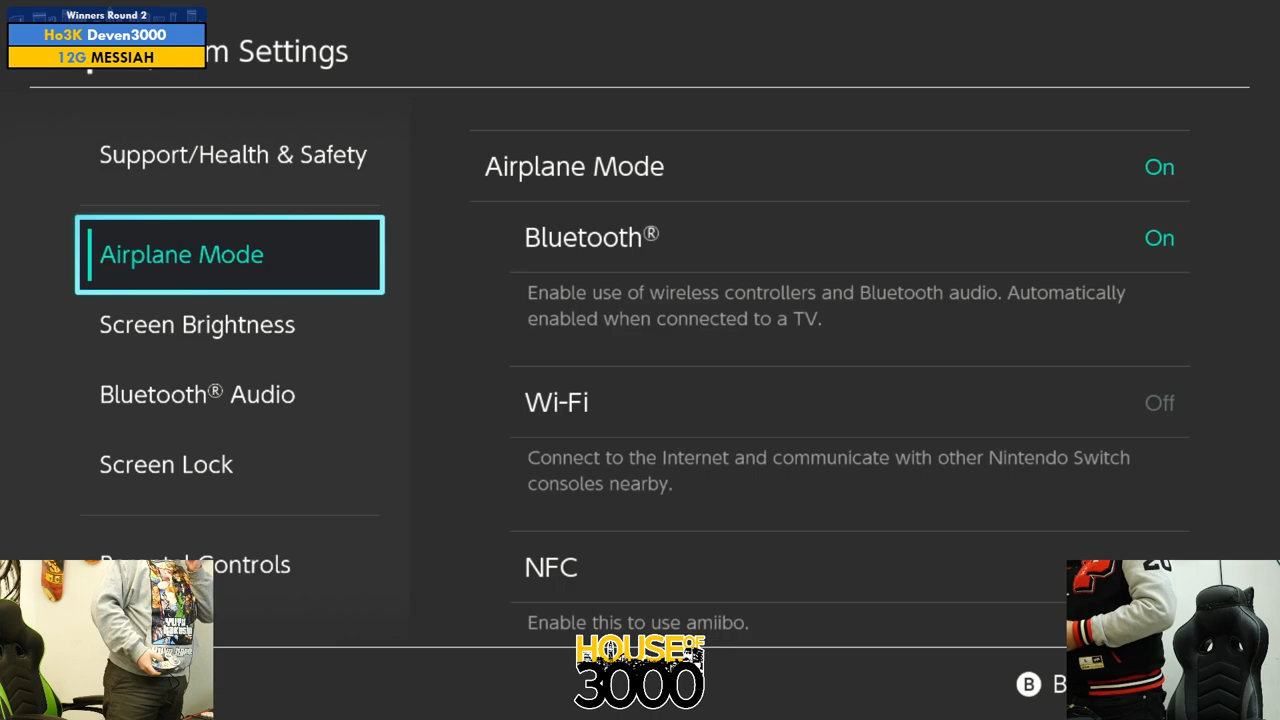 Winners Round 2
Ho3K Deven3000
12G MESSIAH
m Settings
Support/Health & Safety
Airplane Mode
Screen Brightness
Bluetooth® Audio
Screen Lock
Controls
Airplane Mode On
Bluetooth® On
Enable use of wireless controllers and Bluetooth audio. Automatically
enabled when connected to a TV.
Wi-Fi Off
Connect to the Internet and communicate with other Nintendo Switch
consoles nearby.
NFC
Enable this to use amiibo.
HOUSE OF
3000
B B
YUYU
HAKUSHO